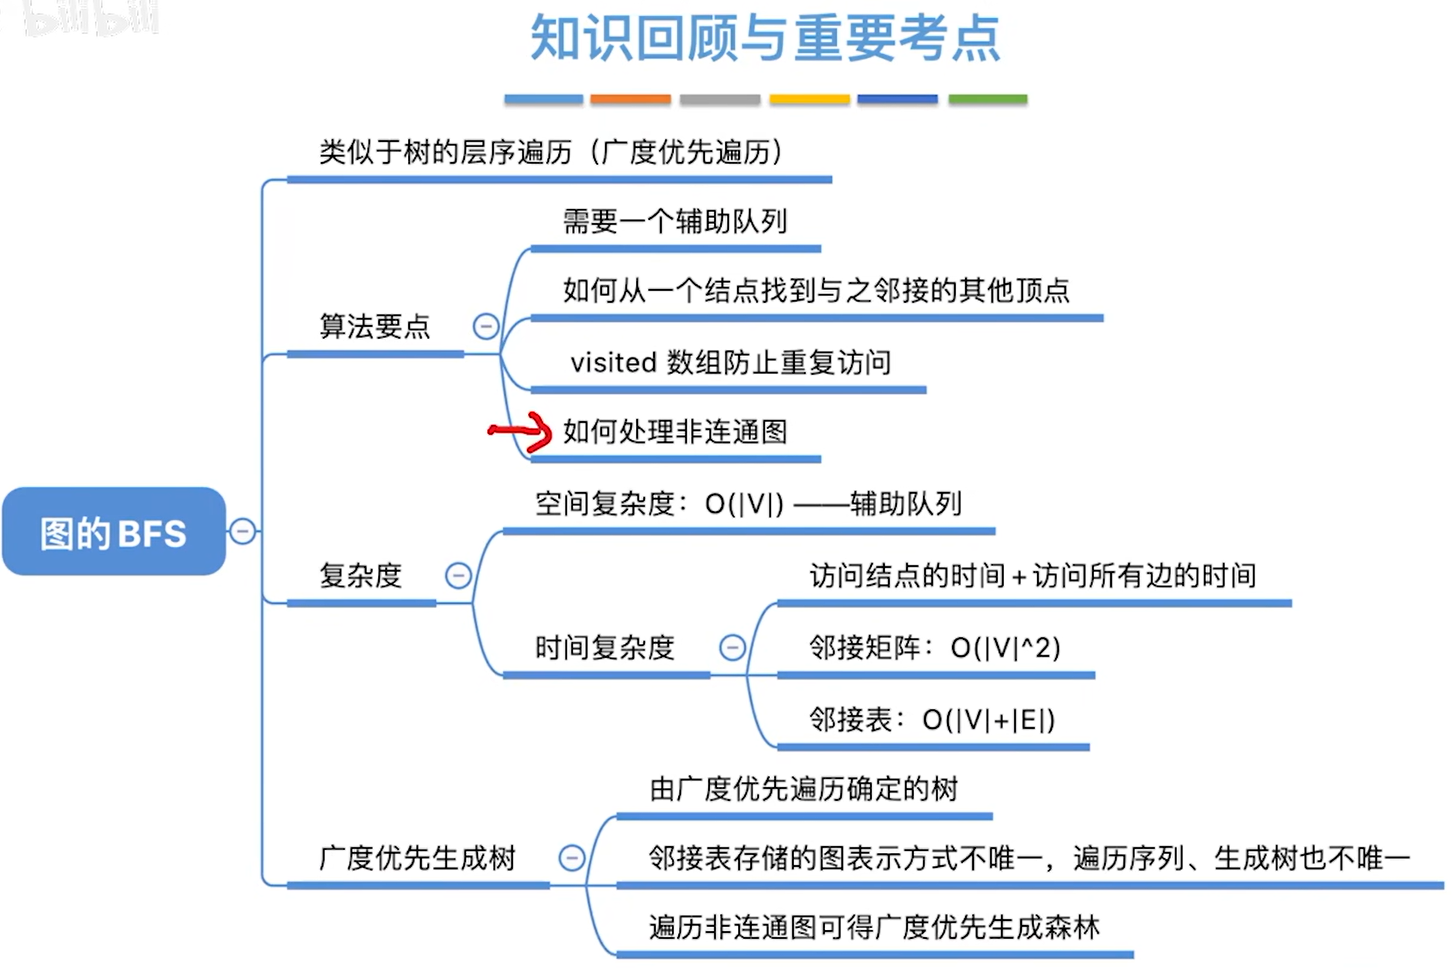 bilibili
知识回顾与重要考点
类似于树的层序遍历（广度优先遍历）
需要一个辅助队列
如何从一个结点找到与之邻接的其他顶点
算法要点
visited 数组防止重复访问
如何处理非连通图
空间复杂度：O(|V|) ——辅助队列
图的BFS
复杂度
访问结点的时间+访问所有边的时间
时间复杂度
邻接矩阵：O(|V|^2)
邻接表：O(|V|+|E|)
由广度优先遍历确定的树
广度优先生成树
邻接表存储的图表示方式不唯一，遍历序列、生成树也不唯一
遍历非连通图可得广度优先生成森林